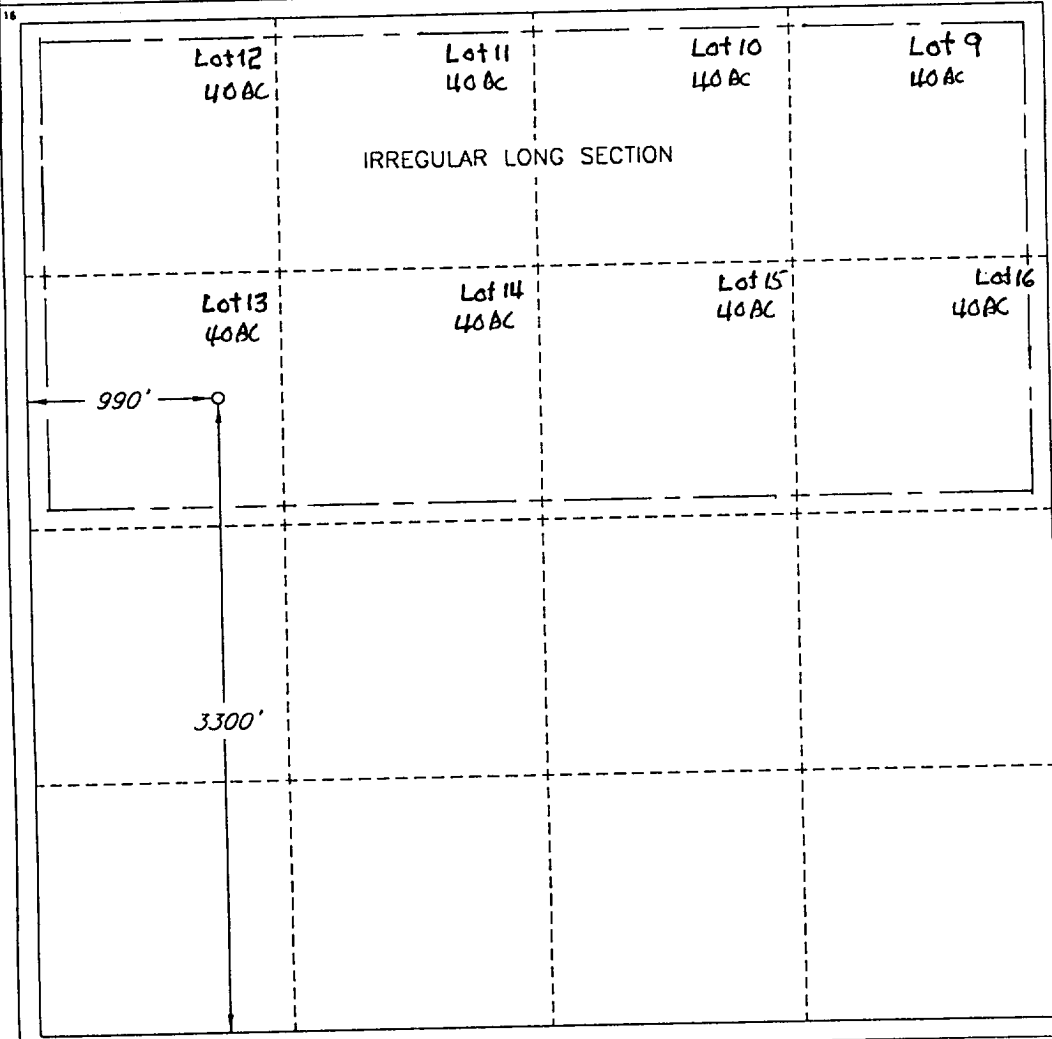 16
Lot 12 Lot 11 Lot 10 Lot 9
40 AC 40 AC 40 AC 40 AC
IRREGULAR LONG SECTION
Lot 13 Lot 14 Lot 15 Lot 16
40 AC 40 AC 40 AC 40 AC
990'
3300'